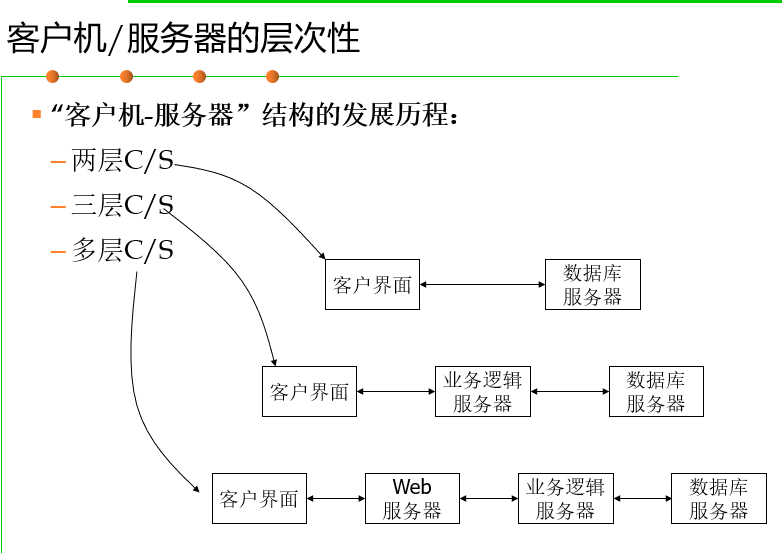 客户机/服务器的层次性
“客户机-服务器”结构的发展历程：
– 两层C/S
– 三层C/S
– 多层C/S
客户界面
数据库
服务器
客户界面
业务逻辑
服务器
数据库
服务器
客户界面
Web
服务器
业务逻辑
服务器
数据库
服务器